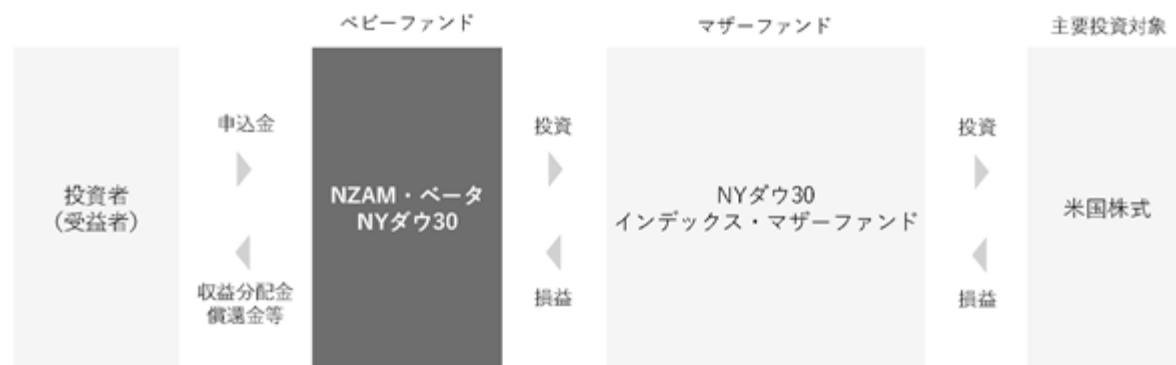 ベビーファンド
マザーファンド
主要投資対象
投資者
（受益者）
申込金
収益分配金
償還金等
NZAM・ベータ
NYダウ30
投資
損益
NYダウ30
インデックス・マザーファンド
投資
損益
米国株式